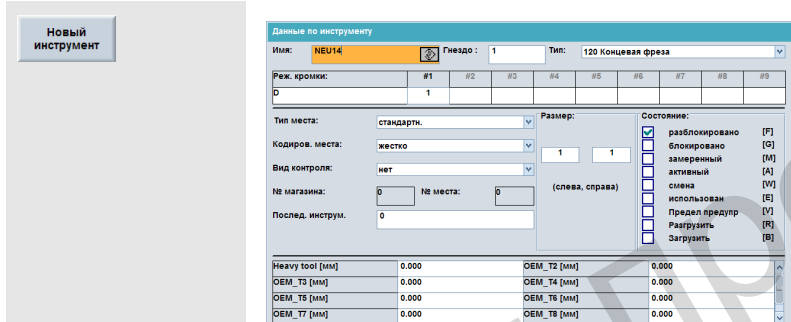 Новый
инструмент
Данные по инструменту
Имя: NEU14 Гнездо : 1 Тип: 120 Концевая фреза
Реж. кромки: #1 #2 #3 #4 #5 #6 #7 #8 #9
D 1
Тип места: стандартн. Размер: Состояние:
разблокировано [F]
Кодиров. места: жестко блокировано [G]
1 1 замеренный [M]
Вид контроля: нет активный [A]
(слева, справа) смена [W]
№ магазина: 0 № места: 0 использован [E]
Предел предупр [V]
Послед. инструм. 0 Разгрузить [R]
Загрузить [B]
Heavy tool [мм] 0.000 OEM_T2 [мм] 0.000
OEM_T3 [мм] 0.000 OEM_T4 [мм] 0.000
OEM_T5 [мм] 0.000 OEM_T6 [мм] 0.000
OEM_T7 [мм] 0.000 OEM_T8 [мм] 0.000